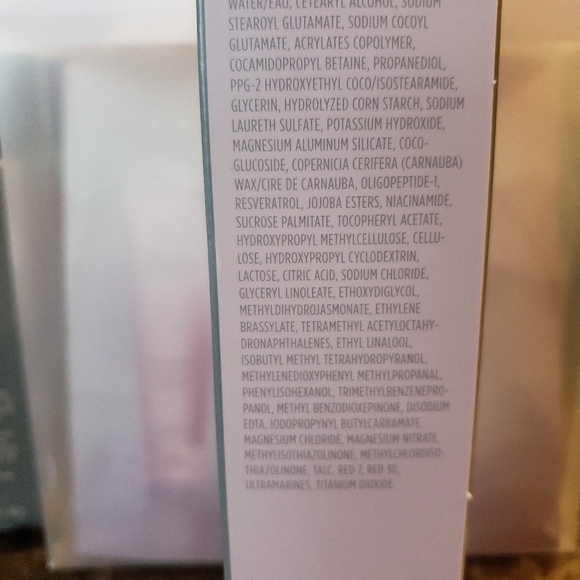 WATER/EAU, CETEARYL ALCOHOL, SODIUM
STEAROYL GLUTAMATE, SODIUM COCOYL
GLUTAMATE, ACRYLATES COPOLYMER,
COCAMIDOPROPYL BETAINE, PROPANEDIOL,
PPG-2 HYDROXYETHYL COCO/ISOSTEARAMIDE,
GLYCERIN, HYDROLYZED CORN STARCH, SODIUM
LAURETH SULFATE, POTASSIUM HYDROXIDE,
MAGNESIUM ALUMINUM SILICATE, COCO-
GLUCOSIDE, COPERNICIA CERIFERA (CARNAUBA)
WAX/CIRE DE CARNAUBA, OLIGOPEPTIDE-1,
RESVERATROL, JOJOBA ESTERS, NIACINAMIDE,
SUCROSE PALMITATE, TOCOPHERYL ACETATE,
HYDROXYPROPYL METHYLCELLULOSE, CELLU-
LOSE, HYDROXYPROPYL CYCLODEXTRIN,
LACTOSE, CITRIC ACID, SODIUM CHLORIDE,
GLYCERYL LINOLEATE, ETHOXYDIGLYCOL,
METHYLDIHYDROJASMONATE, ETHYLENE
BRASSYLATE, TETRAMETHYL ACETYLOCTAHY-
DRONAPHTHALENES, ETHYL LINALOOL,
ISOBUTYL METHYL TETRAHYDROPYRANOL,
METHYLENEDIOXYPHENYL METHYLPROPANAL,
PHENYLISOHEXANOL, TRIMETHYLBENZENEPRO-
PANOL, METHYL BENZODIOXEPINONE, DISODIUM
EDTA, IODOPROPYNYL BUTYLCARBAMATE,
MAGNESIUM CHLORIDE, MAGNESIUM NITRATE,
METHYLISOTHIAZOLINONE, METHYLCHLOROISO-
THIAZOLINONE, TALC, RED 7, RED 30,
ULTRAMARINES, TITANIUM DIOXIDE.